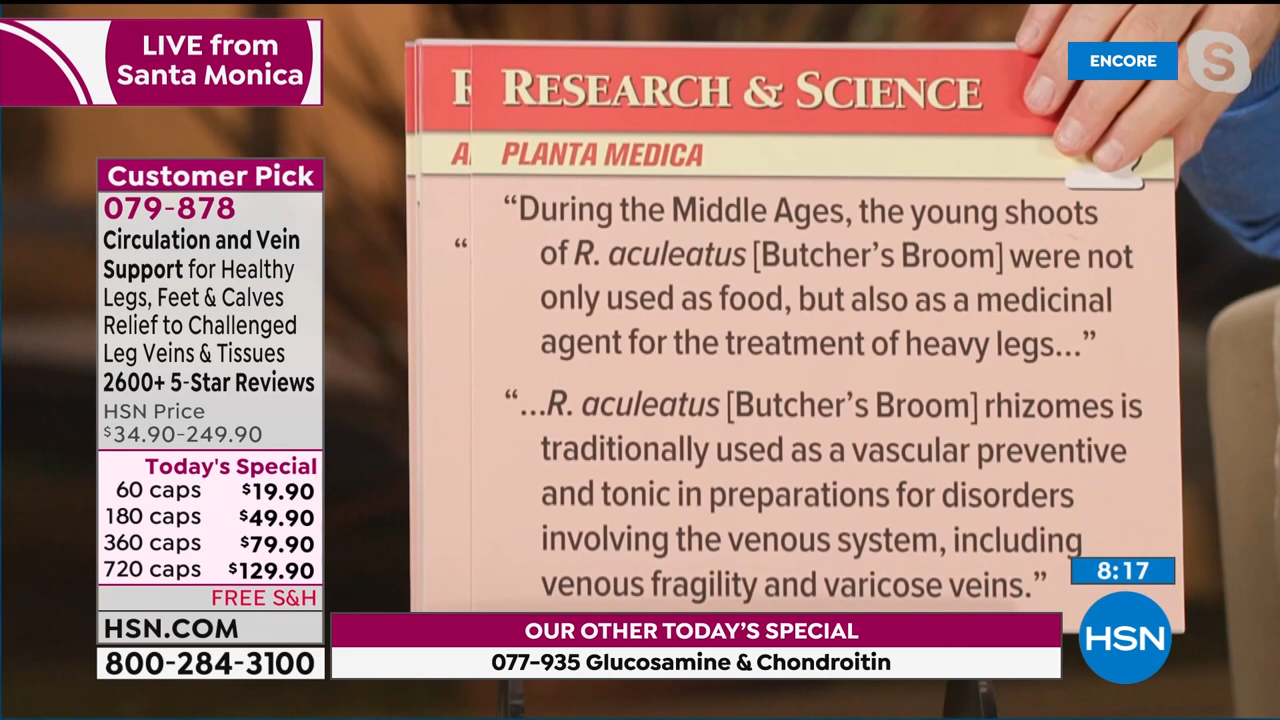 LIVE from
Santa Monica
ENCORE
S
Customer Pick
079-878
Circulation and Vein
Support for Healthy
Legs, Feet & Calves
Relief to Challenged
Leg Veins & Tissues
2600+ 5-Star Reviews
HSN Price
$34.90-249.90
Today's Special
60 caps $19.90
180 caps $49.90
360 caps $79.90
720 caps $129.90
FREE S&H
HSN.COM
800-284-3100
RESEARCH & SCIENCE
PLANTA MEDICA
“During the Middle Ages, the young shoots
of R. aculeatus [Butcher’s Broom] were not
only used as food, but also as a medicinal
agent for the treatment of heavy legs...”
“...R. aculeatus [Butcher’s Broom] rhizomes is
traditionally used as a vascular preventive
and tonic in preparations for disorders
involving the venous system, including
venous fragility and varicose veins.”
8:17
OUR OTHER TODAY’S SPECIAL
077-935 Glucosamine & Chondroitin
HSN